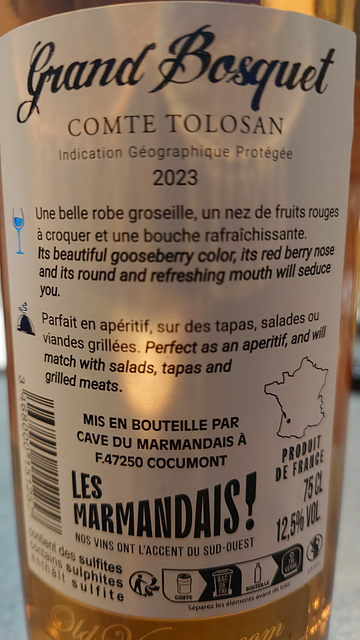 Grand Bosquet
COMTE TOLOSAN
Indication Géographique Protégée
2023
Une belle robe groseille, un nez de fruits rouges
à croquer et une bouche rafraîchissante.
Its beautiful gooseberry color, its red berry nose
and its round and refreshing mouth will seduce
you.
Parfait en apéritif, sur des tapas, salades ou
viandes grillées. Perfect as an aperitif, and will
match with salads, tapas and
grilled meats.
MIS EN BOUTEILLE PAR
CAVE DU MARMANDAIS À
F.47250 COCUMONT
PRODUIT
DE FRANCE
75 CL
12,5% VOL.
LES
MARMANDAIS!
NOS VINS ONT L'ACCENT DU SUD-OUEST
contient des sulfites
contains sulphites
enthält sulfite
COIFFE
BOUTEILLE
Séparez les éléments avant de trier